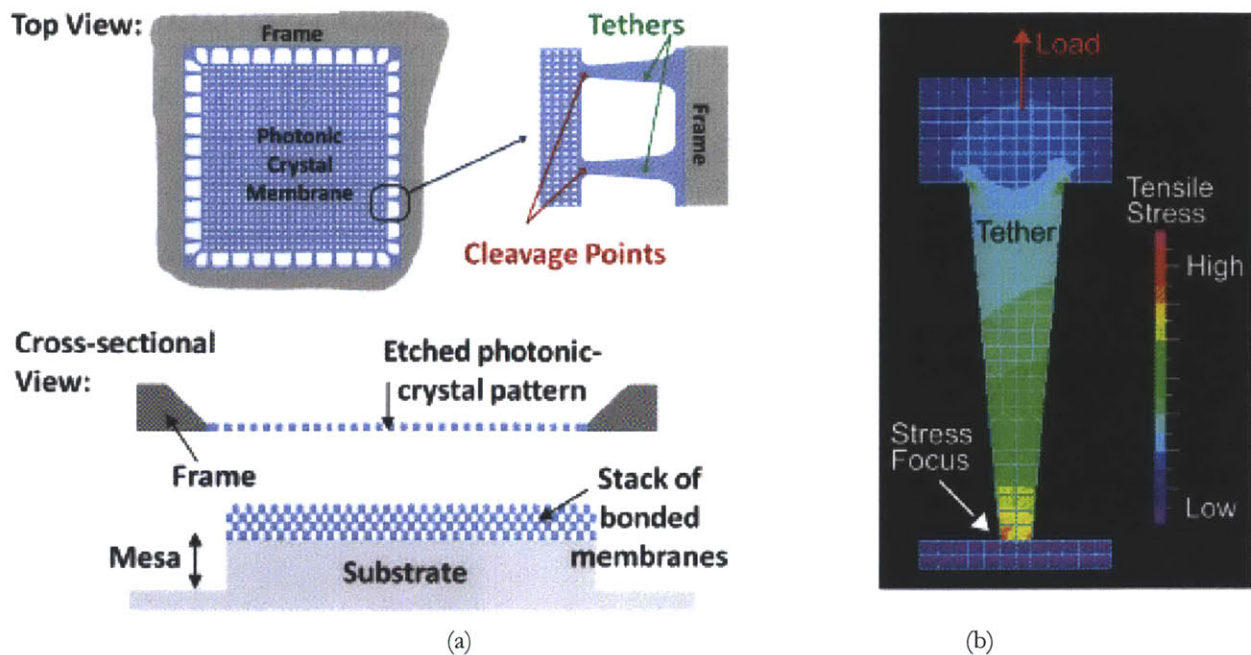 Top View:
Frame
Photonic
Crystal
Membrane
Tethers
Frame
Cleavage Points
Cross-sectional
View:
Etched photonic-
crystal pattern
Frame
Stack of
bonded
membranes
Mesa
Substrate
(a)
Load
Tensile
Stress
Tether
High
Stress
Focus
Low
(b)